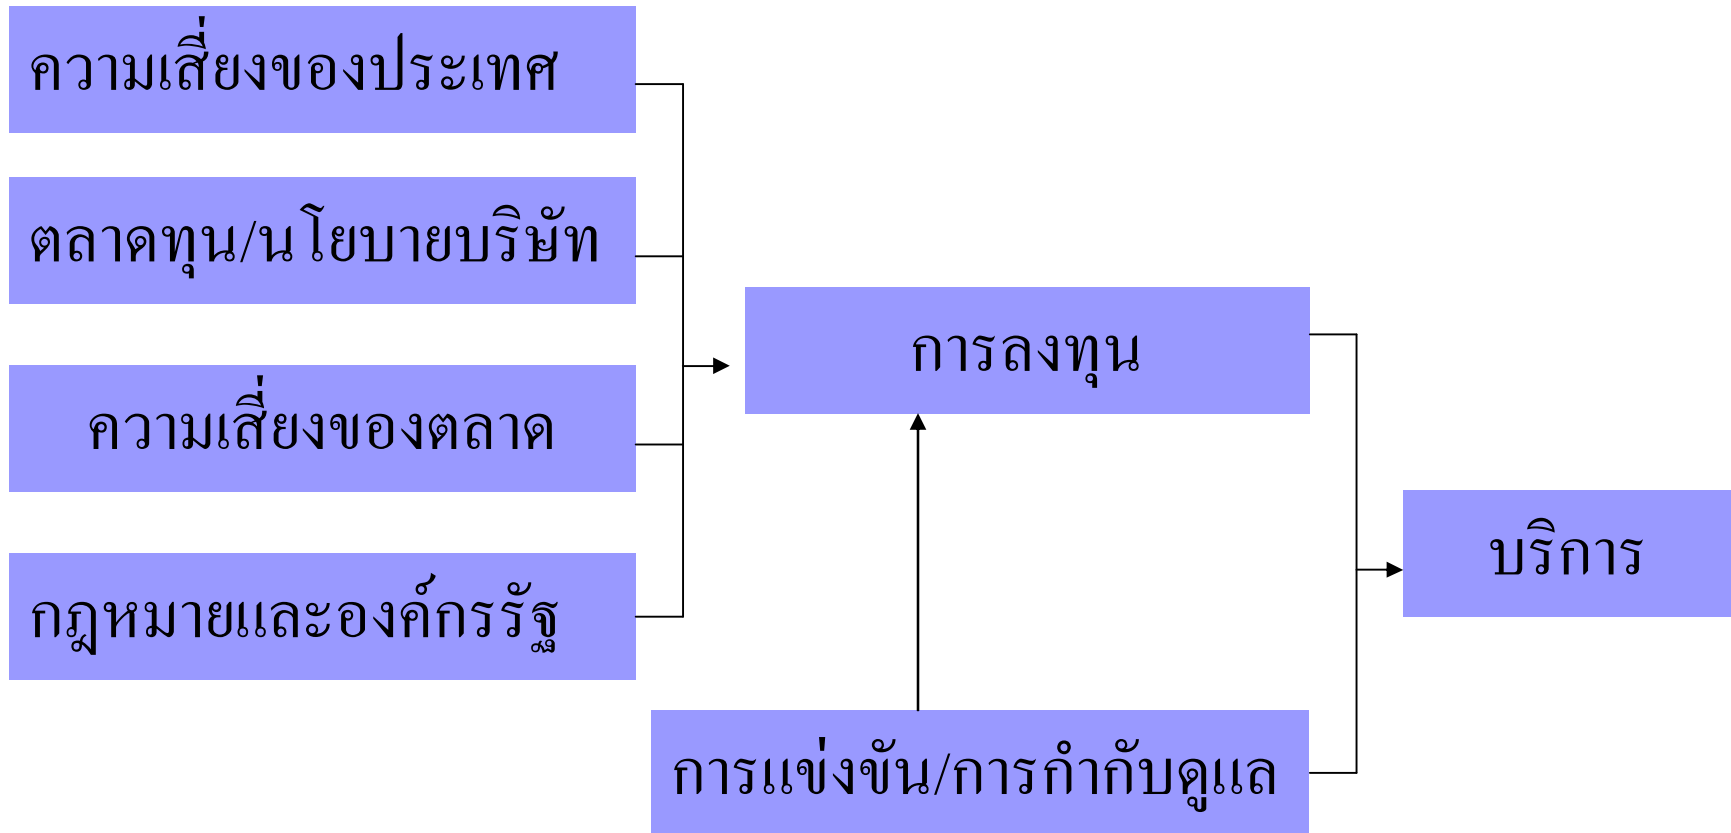 ความเสี่ยงของประเทศ
ตลาดทุน/นโยบายบริษัท
ความเสี่ยงของตลาด
กฎหมายและองค์กรรัฐ
การลงทุน
การแข่งขัน/การกำกับดูแล
บริการ